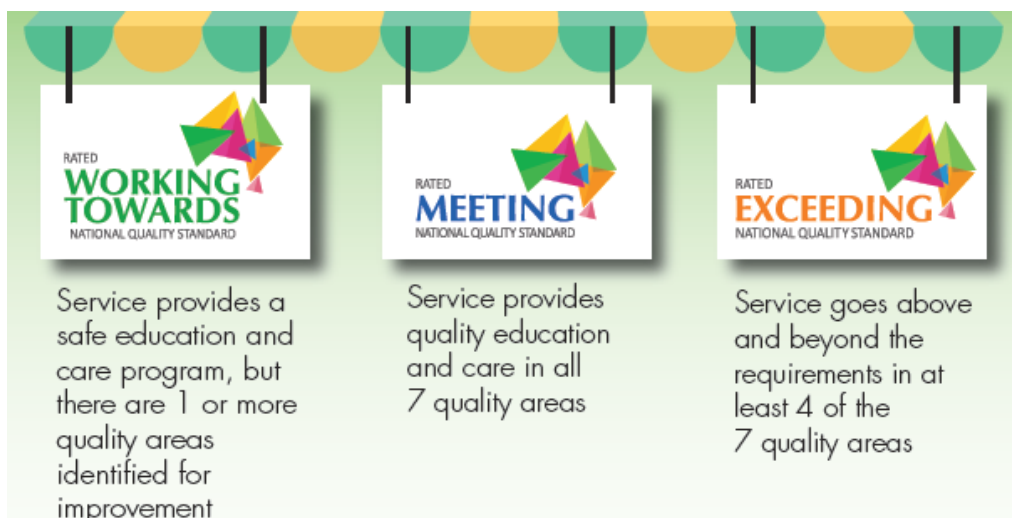 RATED
WORKING
TOWARDS
NATIONAL QUALITY STANDARD
Service provides a
safe education and
care program, but
there are 1 or more
quality areas
identified for
improvement
RATED
MEETING
NATIONAL QUALITY STANDARD
Service provides
quality education
and care in all
7 quality areas
RATED
EXCEEDING
NATIONAL QUALITY STANDARD
Service goes above
and beyond the
requirements in at
least 4 of the
7 quality areas